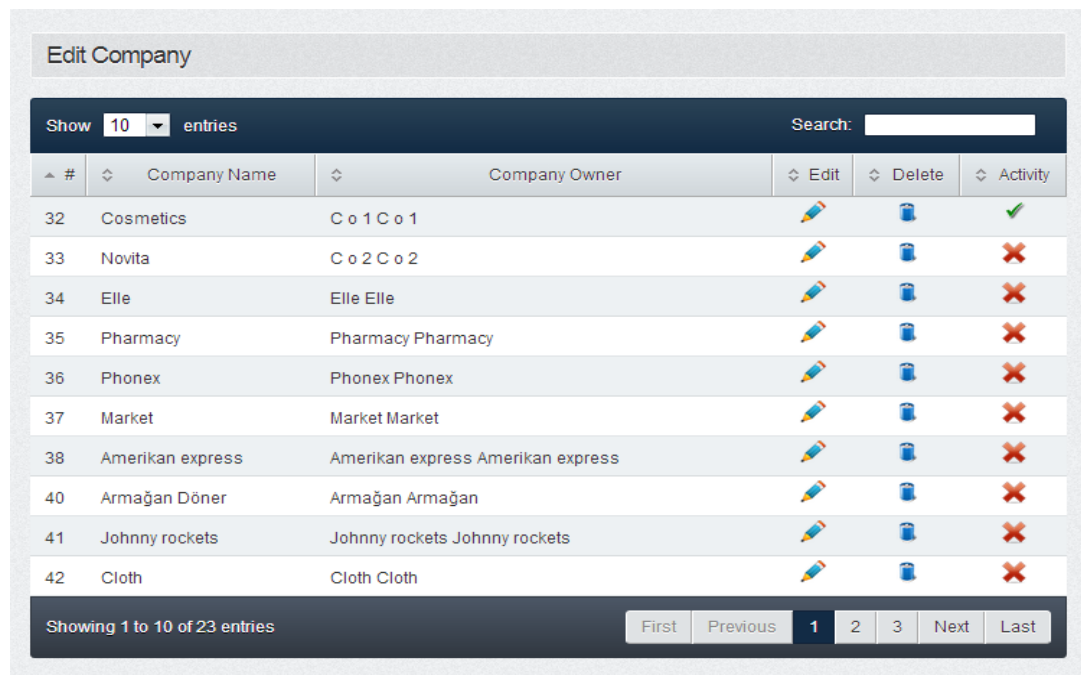 Edit Company
Show 10 entries Search:
# Company Name Company Owner Edit Delete Activity
32 Cosmetics C o 1 C o 1
33 Novita C o 2 C o 2
34 Elle Elle Elle
35 Pharmacy Pharmacy Pharmacy
36 Phonex Phonex Phonex
37 Market Market Market
38 Amerikan express Amerikan express Amerikan express
40 Armağan Döner Armağan Armağan
41 Johnny rockets Johnny rockets Johnny rockets
42 Cloth Cloth Cloth
Showing 1 to 10 of 23 entries First Previous 1 2 3 Next Last